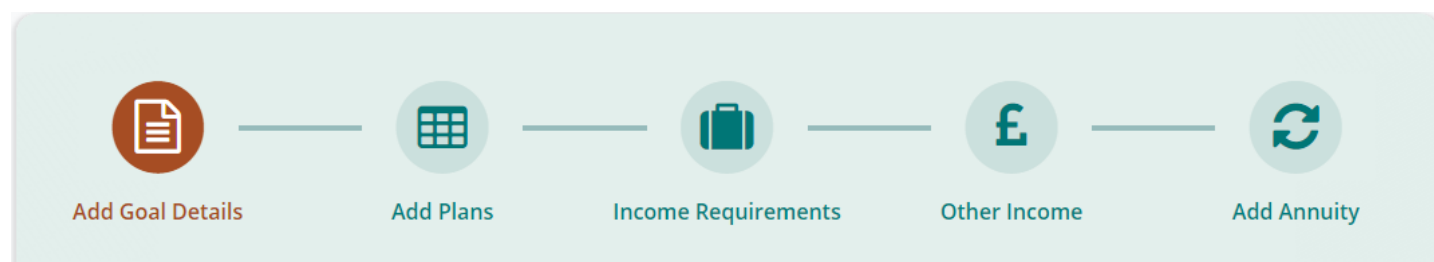 £
Add Goal Details
Add Plans
Income Requirements
Other Income
Add Annuity